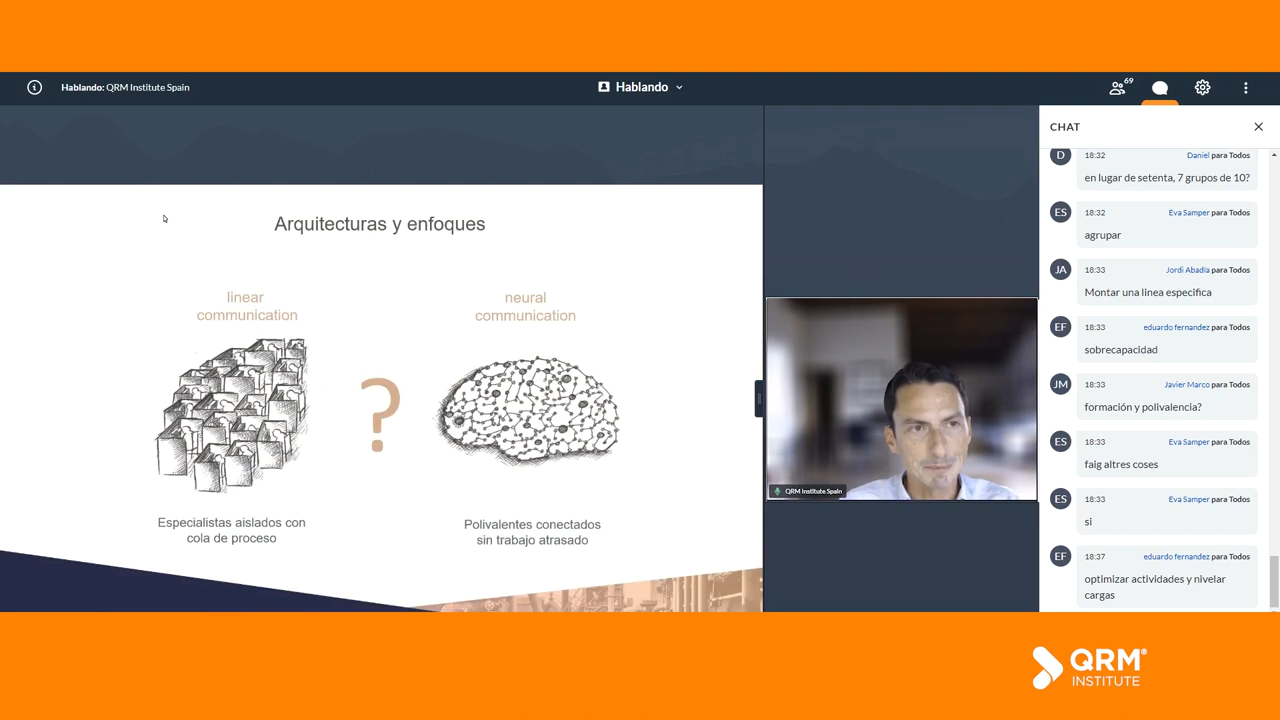 Hablando: QRM Institute Spain
Hablando
69
Arquitecturas y enfoques
linear
communication
neural
communication
?
Especialistas aislados con
cola de proceso
Polivalentes conectados
sin trabajo atrasado
QRM Institute Spain
CHAT
D
18:32
Daniel para Todos
en lugar de setenta, 7 grupos de 10?
ES
18:32
Eva Samper para Todos
agrupar
JA
18:33
Jordi Abadía para Todos
Montar una linea especifica
EF
18:33
eduardo fernandez para Todos
sobrecapacidad
JM
18:33
Javier Marco para Todos
formación y polivalencia?
ES
18:33
Eva Samper para Todos
faig altres coses
ES
18:33
Eva Samper para Todos
si
EF
18:37
eduardo fernandez para Todos
optimizar actividades y nivelar
cargas
QRM®
INSTITUTE